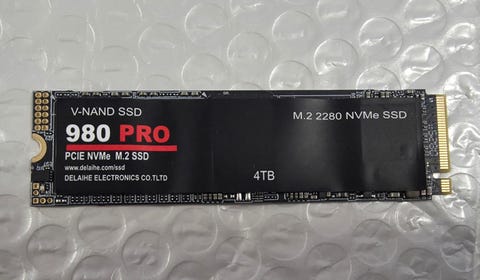 V-NAND SSD
980 PRO
PCIE NVMe M.2 SSD
www.delaihe.com/ssd
DELAIHE ELECTRONICS CO.TLTD
M.2 2280 NVMe SSD
4TB